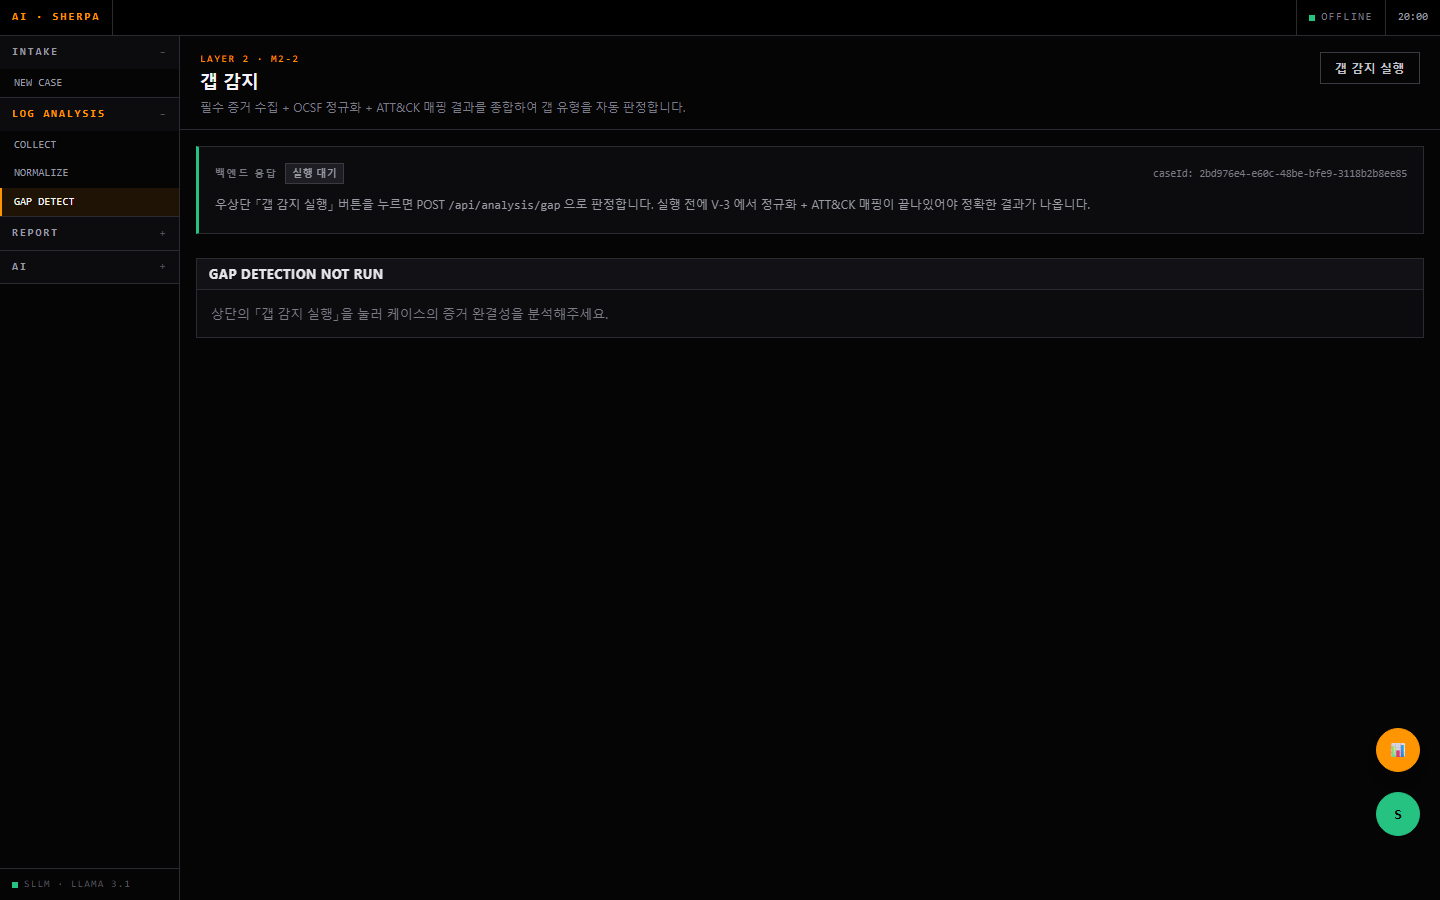 AI · SHERPA
OFFLINE
20:00
INTAKE –
NEW CASE
LOG ANALYSIS –
COLLECT
NORMALIZE
GAP DETECT
REPORT +
AI +
SLLM · LLAMA 3.1
LAYER 2 · M2-2
갭 감지
필수 증거 수집 + OCSF 정규화 + ATT&CK 매핑 결과를 종합하여 갭 유형을 자동 판정합니다.
갭 감지 실행
백엔드 응답 실행 대기
caseId: 2bd976e4-e60c-48be-bfe9-3118b2b8ee85
우상단 「갭 감지 실행」 버튼을 누르면 POST /api/analysis/gap 으로 판정합니다. 실행 전에 V-3 에서 정규화 + ATT&CK 매핑이 끝나있어야 정확한 결과가 나옵니다.
GAP DETECTION NOT RUN
상단의 「갭 감지 실행」을 눌러 케이스의 증거 완결성을 분석해주세요.
S